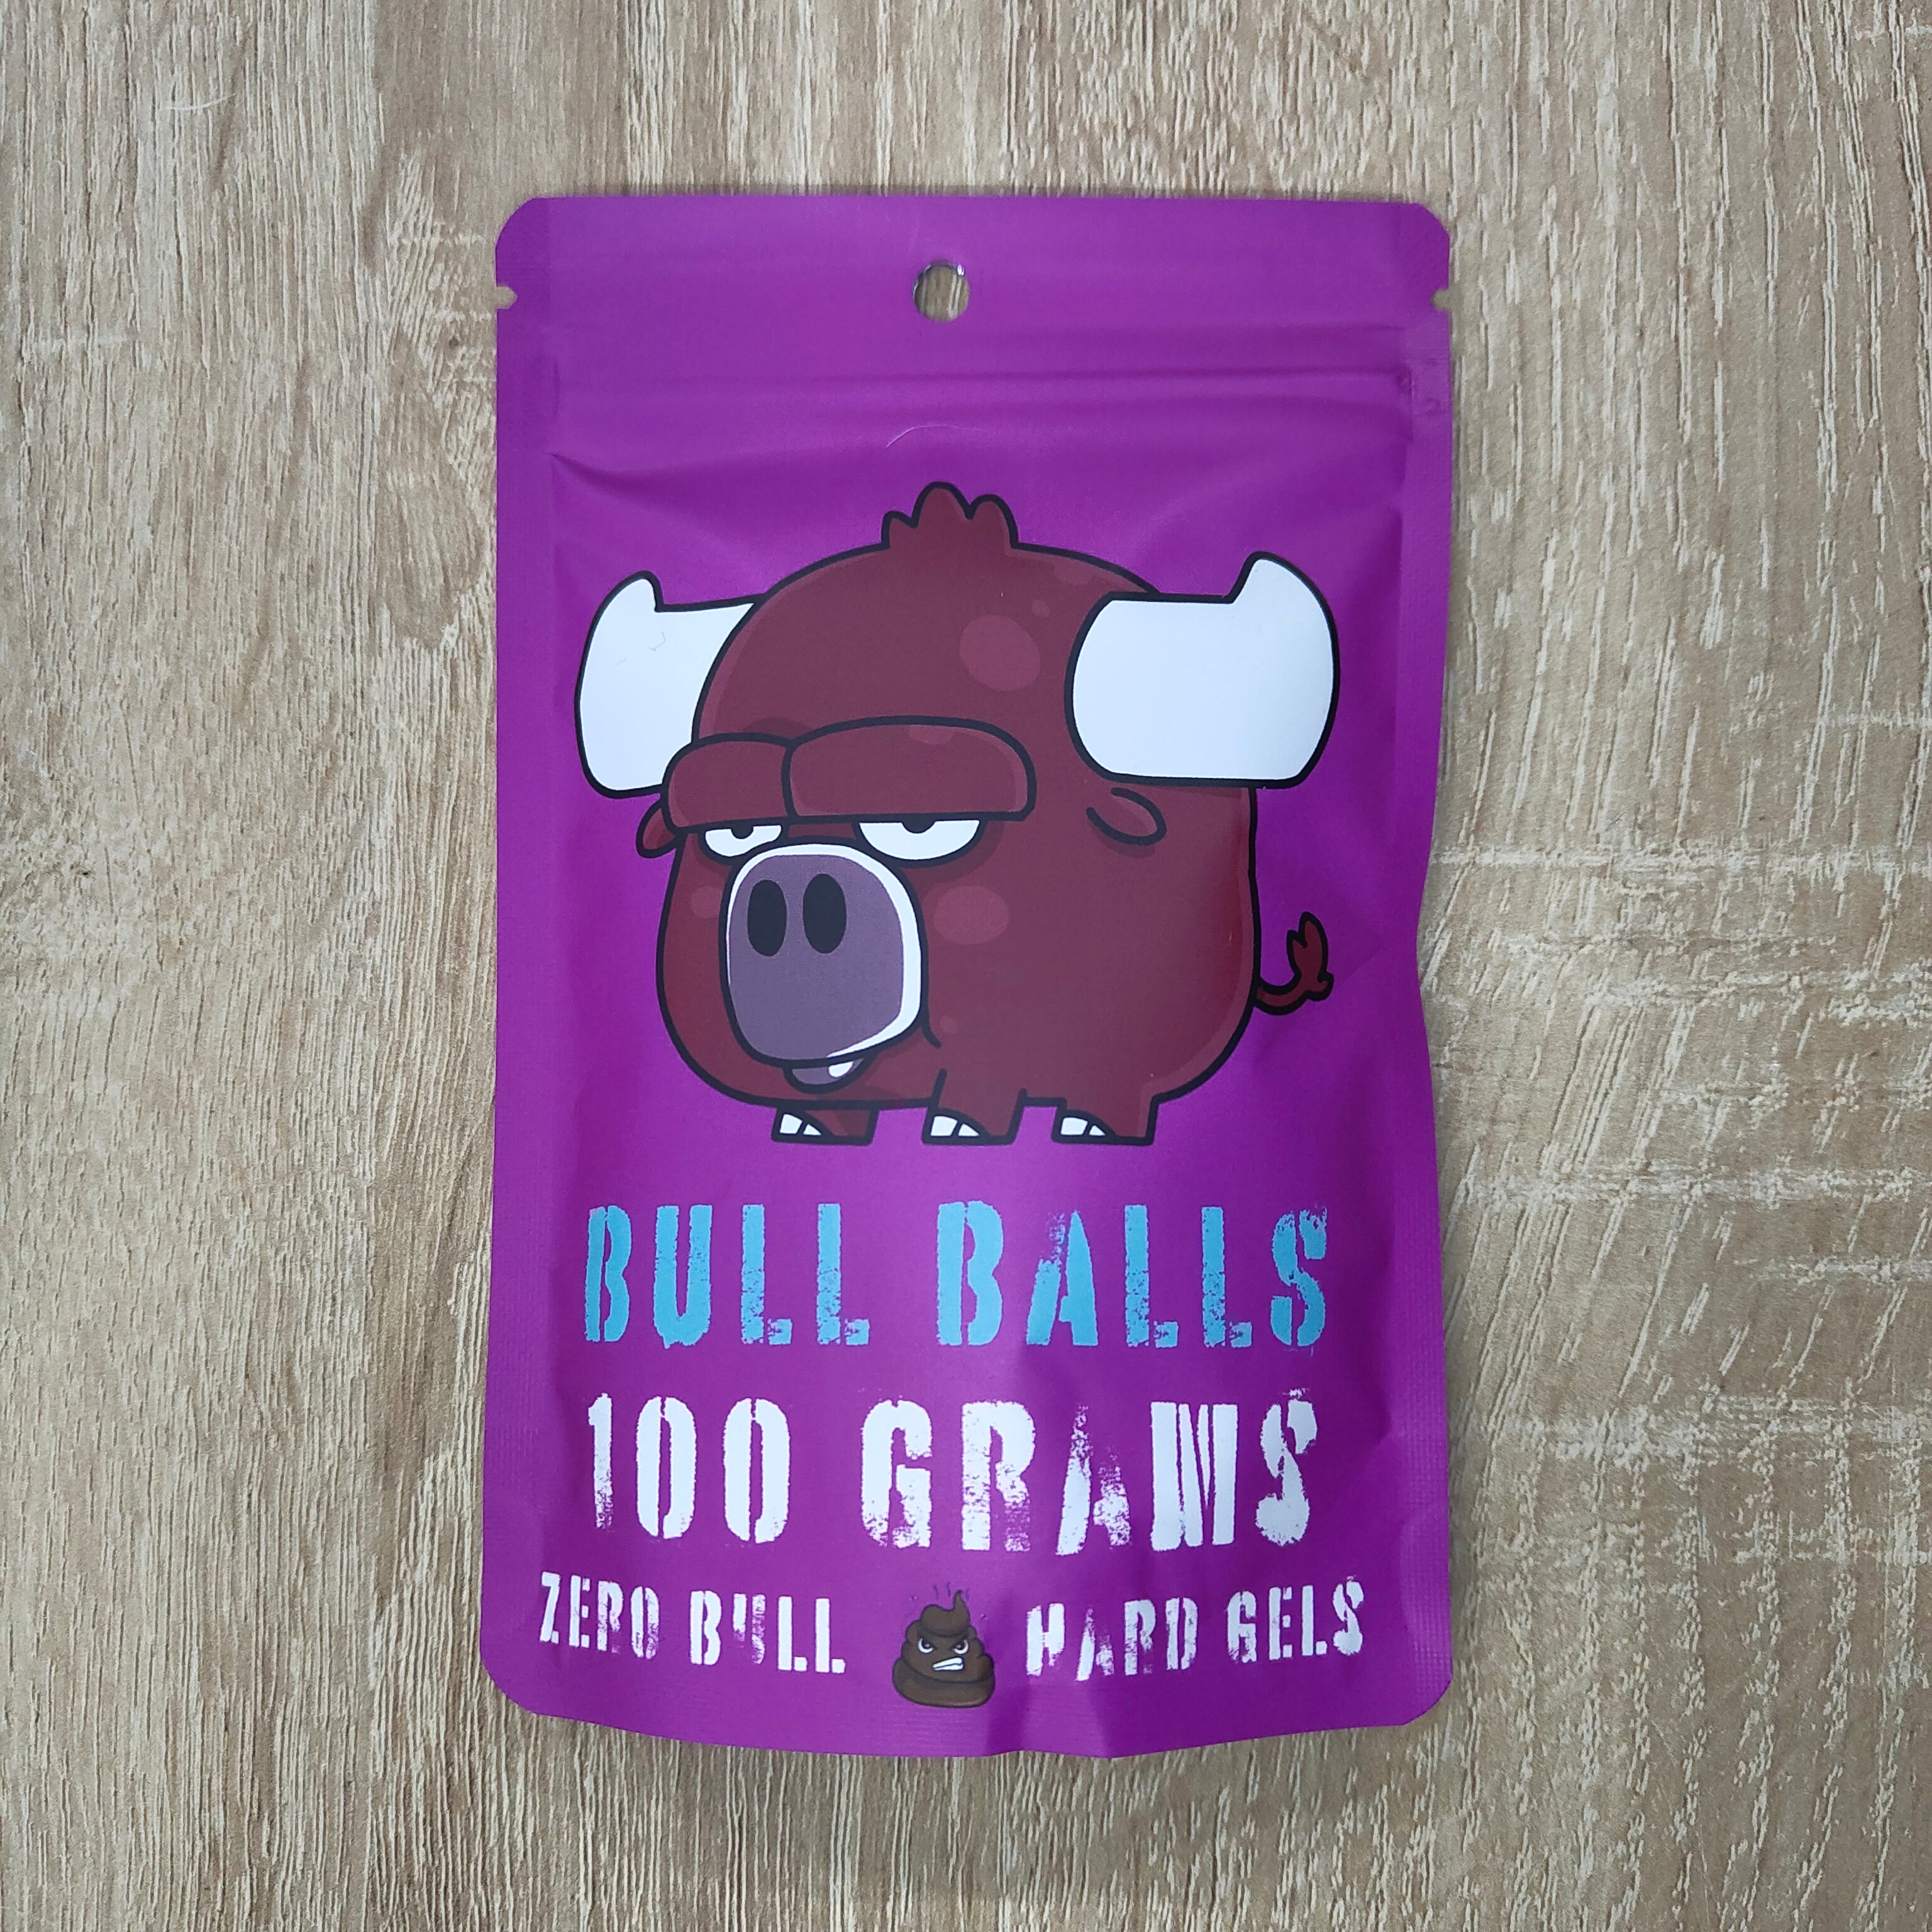 BULL BALLS
100 GRAMS
ZERO BULL HARD GELS